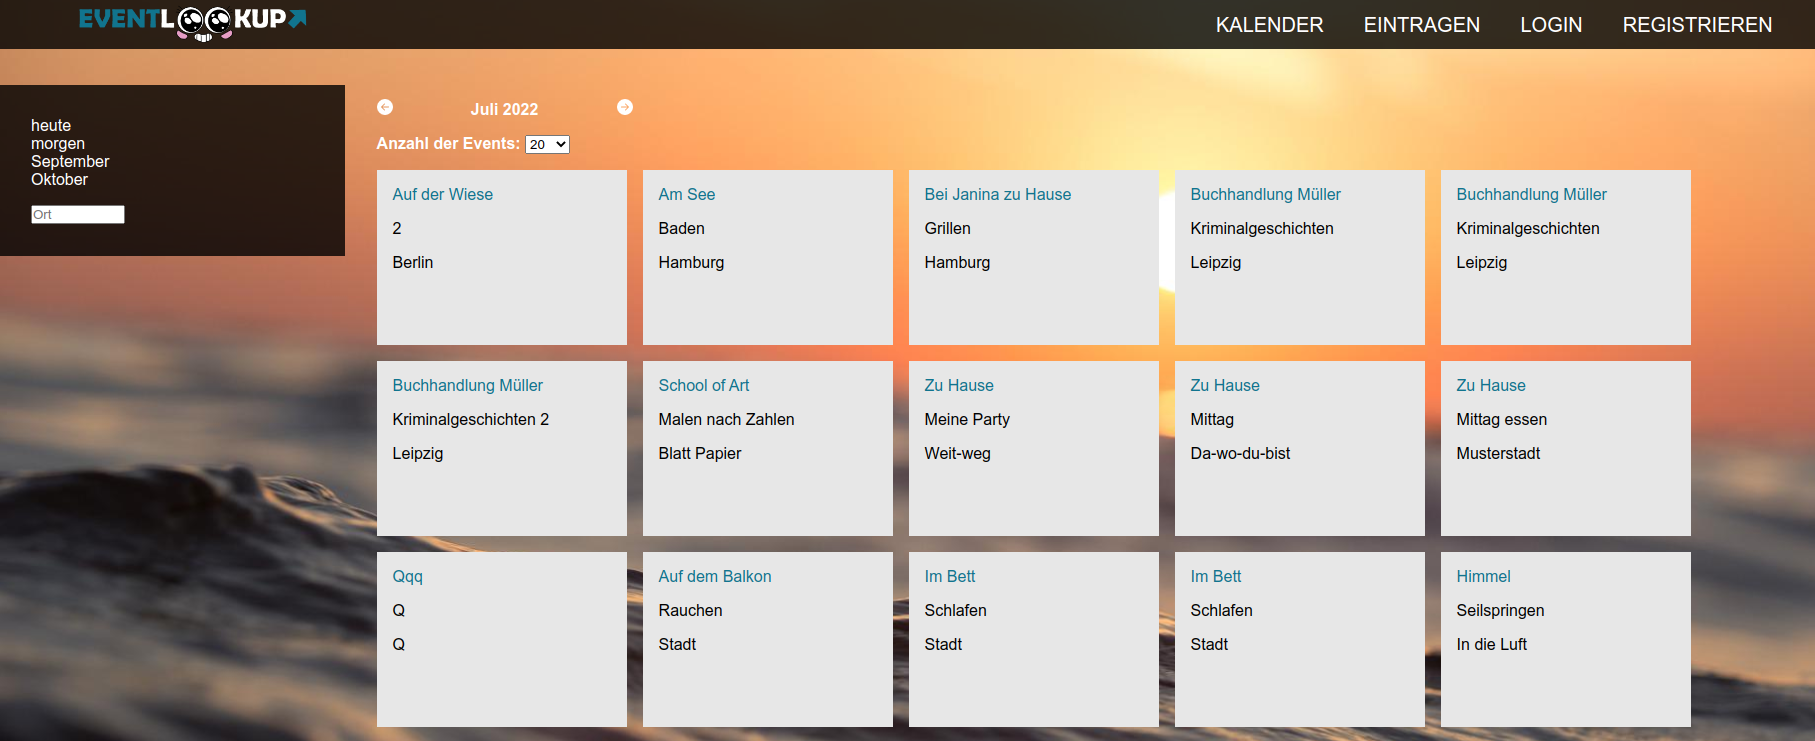 EVENTLOOKUP
KALENDER EINTRAGEN LOGIN REGISTRIEREN
heute
morgen
September
Oktober
Ort
Juli 2022
Anzahl der Events: 20
Auf der Wiese
2
Berlin
Am See
Baden
Hamburg
Bei Janina zu Hause
Grillen
Hamburg
Buchhandlung Müller
Kriminalgeschichten
Leipzig
Buchhandlung Müller
Kriminalgeschichten
Leipzig
Buchhandlung Müller
Kriminalgeschichten 2
Leipzig
School of Art
Malen nach Zahlen
Blatt Papier
Zu Hause
Meine Party
Weit-weg
Zu Hause
Mittag
Da-wo-du-bist
Zu Hause
Mittag essen
Musterstadt
Qqq
Q
Q
Auf dem Balkon
Rauchen
Stadt
Im Bett
Schlafen
Stadt
Im Bett
Schlafen
Stadt
Himmel
Seilspringen
In die Luft